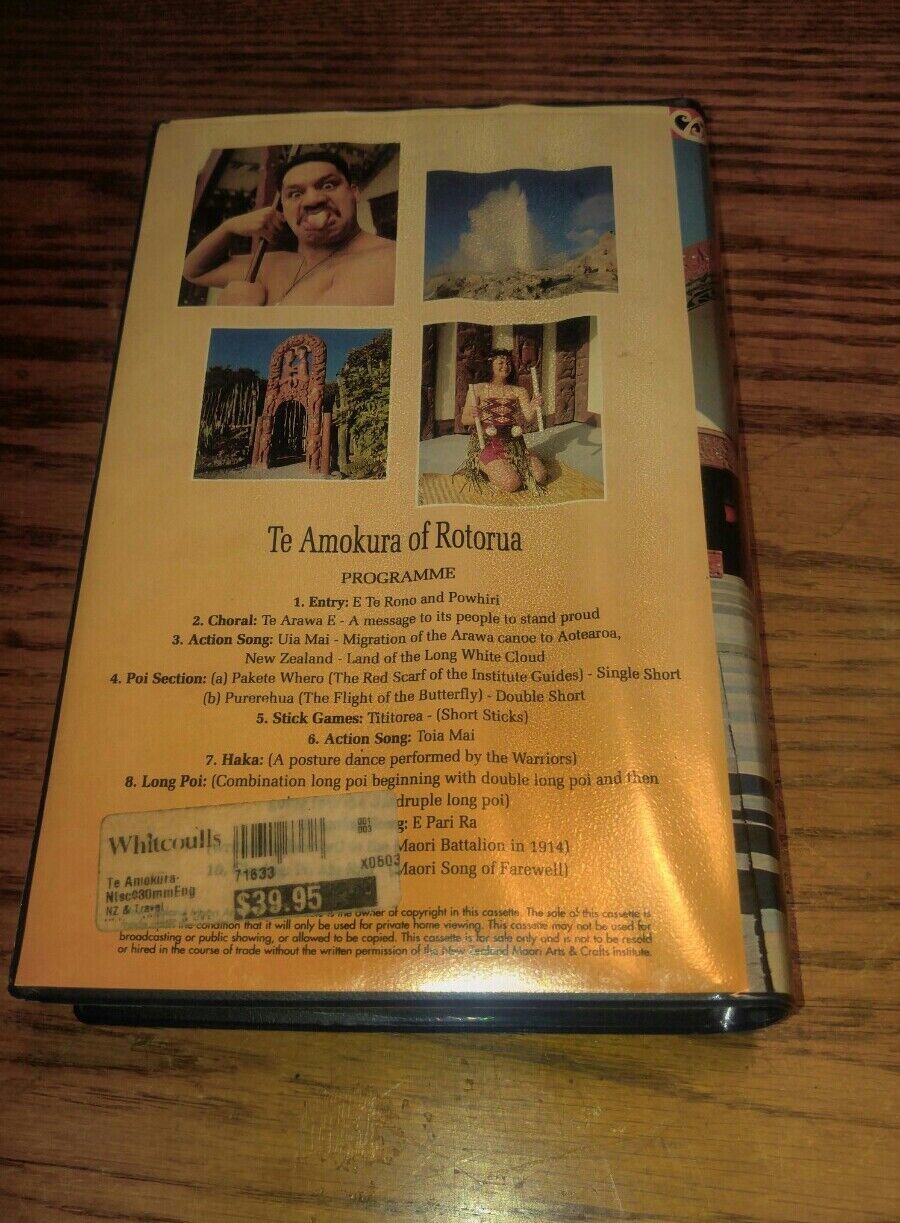 Te Amokura of Rotorua
PROGRAMME
1. Entry: E Te Rono and Powhiri
2. Choral: Te Arawa E - A message to its people to stand proud
3. Action Song: Uia Mai - Migration of the Arawa canoe to Aotearoa,
New Zealand - Land of the Long White Cloud
4. Poi Section: (a) Pakete Whero (The Red Scarf of the Institute Guides) - Single Short
(b) Purerehua (The Flight of the Butterfly) - Double Short
5. Stick Games: Tititorea - (Short Sticks)
6. Action Song: Toia Mai
7. Haka: (A posture dance performed by the Warriors)
8. Long Poi: (Combination long poi beginning with double long poi and then
druple long poi)
g: E Pari Ra
Maori Battalion in 1914)
10. (Maori Song of Farewell)
Whitcoulls
001
003
71633
X0803
Te Amokura-
Ntsc30mmEng
NZ & Travel
$39.95
is the owner of copyright in this cassette. The sale of this cassette is
condition that it will only be used for private home viewing. This cassette may not be used for
broadcasting or public showing, or allowed to be copied. This cassette is for sale only and is not to be resold
or hired in the course of trade without the written permission of the New Zealand Maori Arts & Crafts Institute.